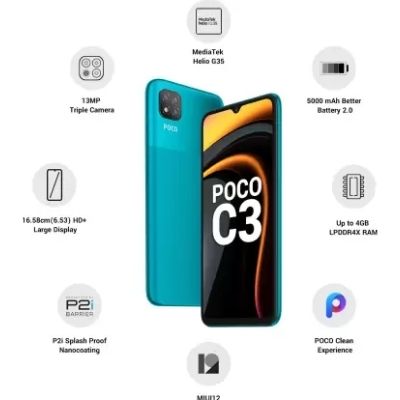 MediaTek
Helio G35
13MP
Triple Camera
5000 mAh Better
Battery 2.0
POCO
POCO
C3
16.58cm(6.53) HD+
Large Display
Up to 4GB
LPDDR4X RAM
P2i
BARRIER
P2i Splash Proof
Nanocoating
POCO Clean
Experience
MIUI12